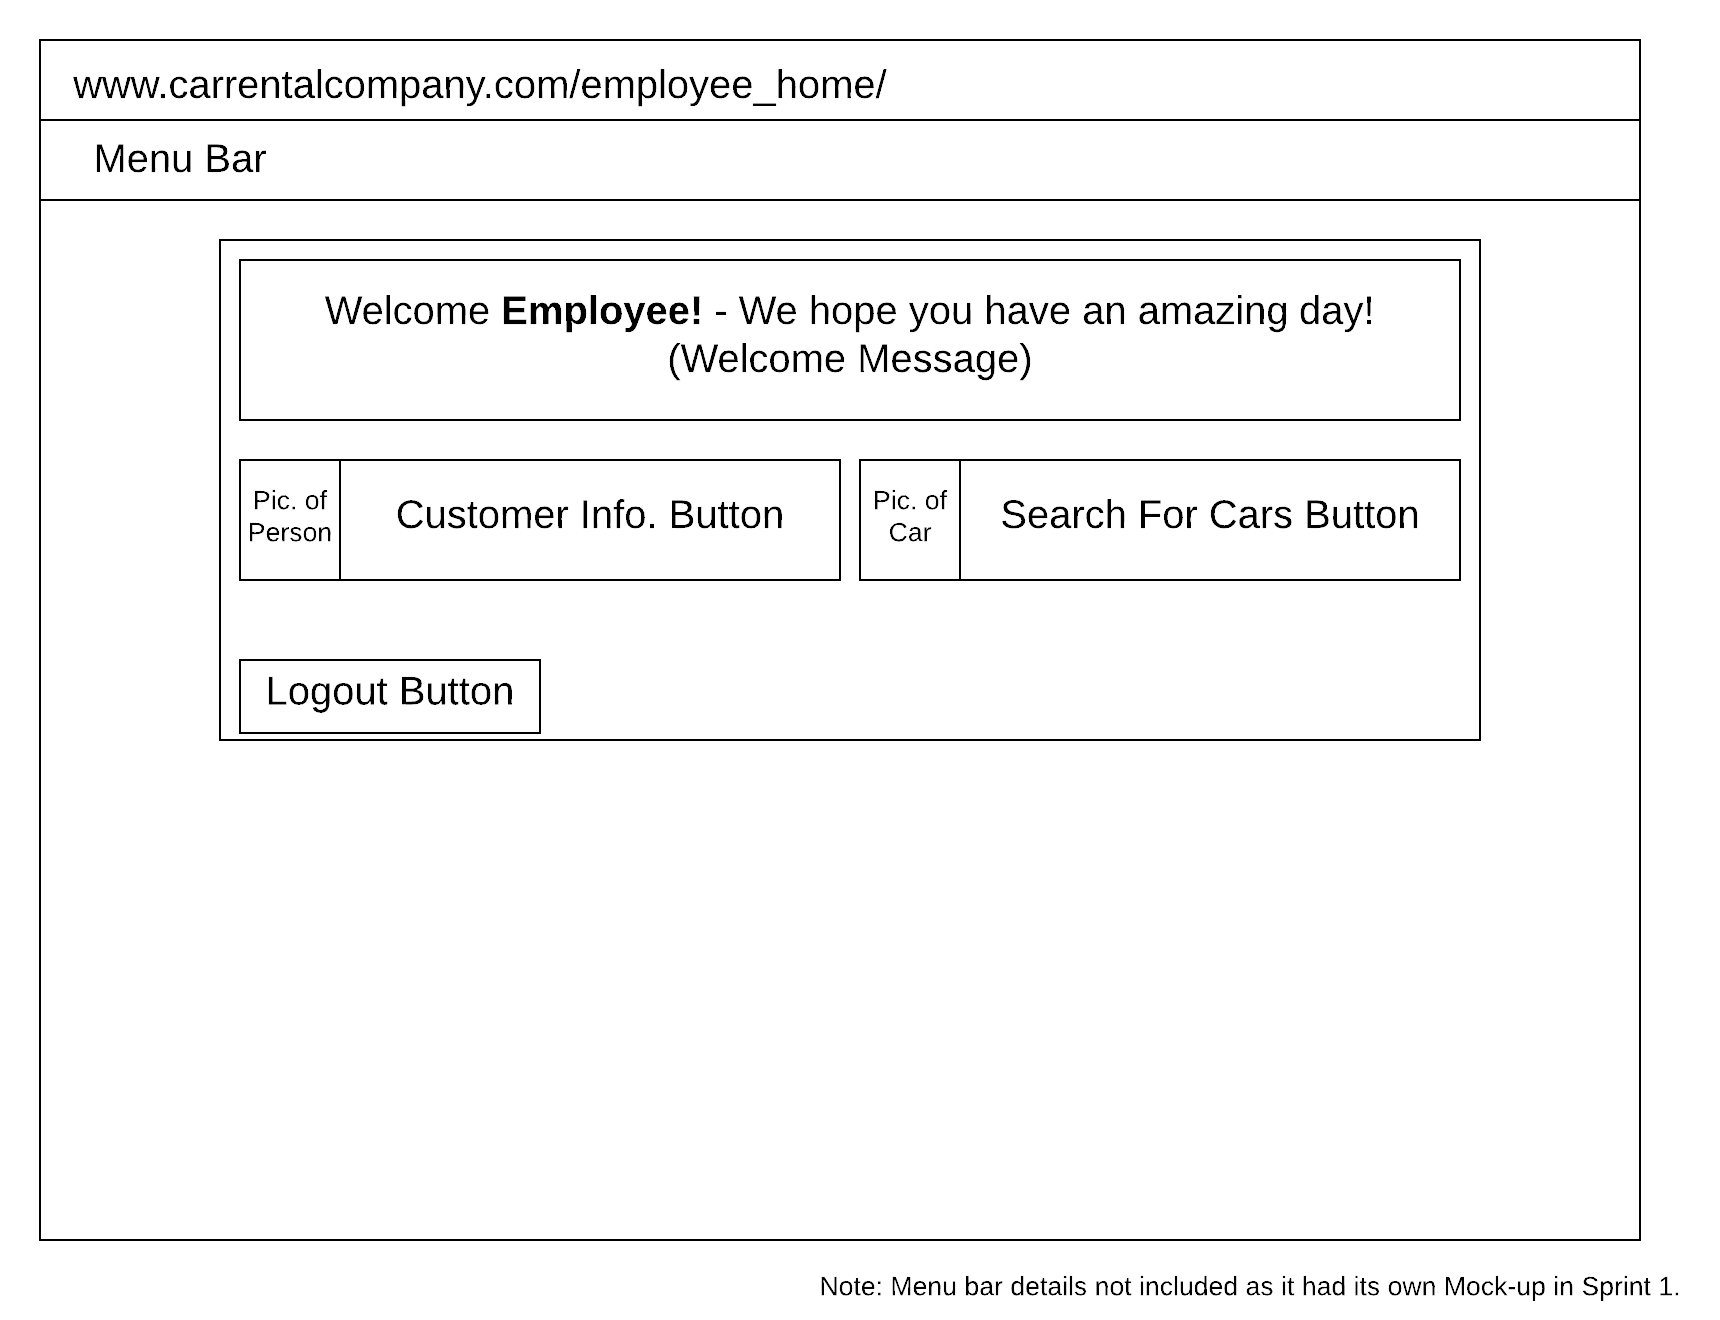 www.carrentalcompany.com/employee_home/
Menu Bar
Welcome Employee! - We hope you have an amazing day!
(Welcome Message)
Pic. of
Person
Customer Info. Button
Pic. of
Car
Search For Cars Button
Logout Button
Note: Menu bar details not included as it had its own Mock-up in Sprint 1.